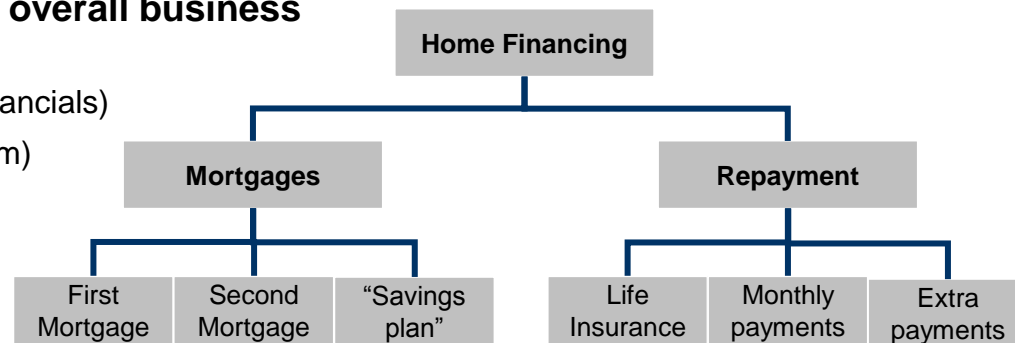 overall business
Home Financing
ancials)
m)
Mortgages
Repayment
First
Mortgage
Second
Mortgage
“Savings
plan”
Life
Insurance
Monthly
payments
Extra
payments